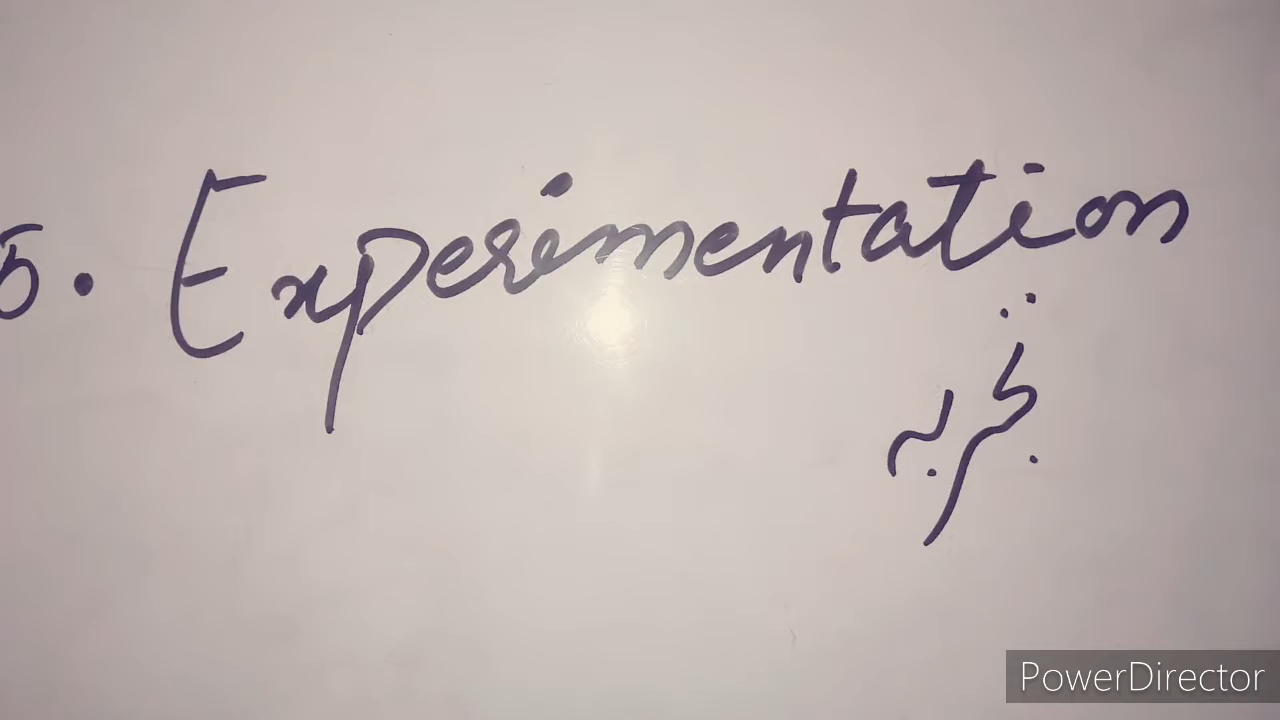 5. Experimentation
تجربہ
PowerDirector